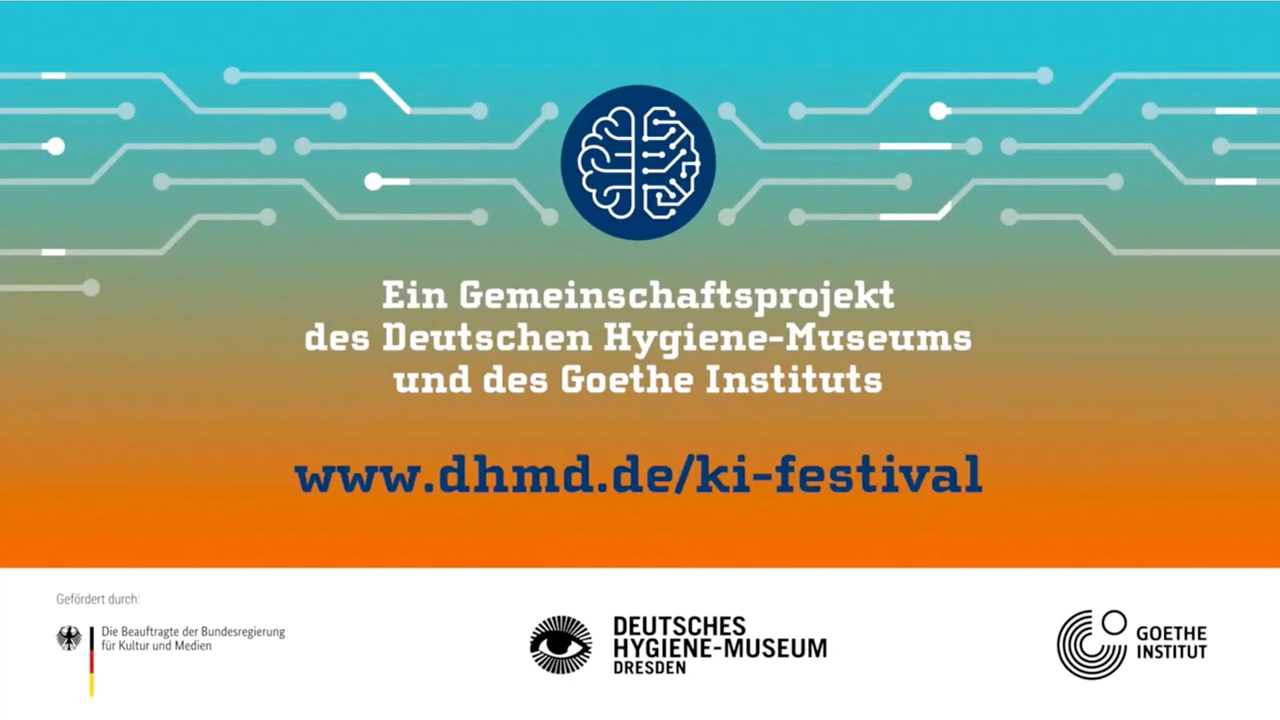 Ein Gemeinschaftsprojekt
des Deutschen Hygiene-Museums
und des Goethe Instituts
www.dhmd.de/ki-festival
Gefördert durch:
Die Beauftragte der Bundesregierung
für Kultur und Medien
DEUTSCHES
HYGIENE-MUSEUM
DRESDEN
GOETHE
INSTITUT